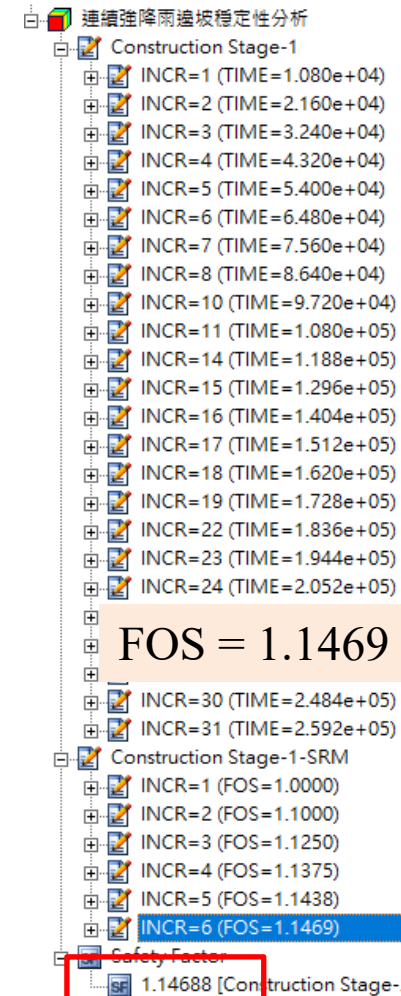 連續強降雨邊坡穩定性分析
Construction Stage-1
INCR=1 (TIME=1.080e+04)
INCR=2 (TIME=2.160e+04)
INCR=3 (TIME=3.240e+04)
INCR=4 (TIME=4.320e+04)
INCR=5 (TIME=5.400e+04)
INCR=6 (TIME=6.480e+04)
INCR=7 (TIME=7.560e+04)
INCR=8 (TIME=8.640e+04)
INCR=10 (TIME=9.720e+04)
INCR=11 (TIME=1.080e+05)
INCR=14 (TIME=1.188e+05)
INCR=15 (TIME=1.296e+05)
INCR=16 (TIME=1.404e+05)
INCR=17 (TIME=1.512e+05)
INCR=18 (TIME=1.620e+05)
INCR=19 (TIME=1.728e+05)
INCR=22 (TIME=1.836e+05)
INCR=23 (TIME=1.944e+05)
INCR=24 (TIME=2.052e+05)
FOS = 1.1469
INCR=30 (TIME=2.484e+05)
INCR=31 (TIME=2.592e+05)
Construction Stage-1-SRM
INCR=1 (FOS=1.0000)
INCR=2 (FOS=1.1000)
INCR=3 (FOS=1.1250)
INCR=4 (FOS=1.1375)
INCR=5 (FOS=1.1438)
INCR=6 (FOS=1.1469)
SF Safety Factor
SF 1.14688 [Construction Stage-